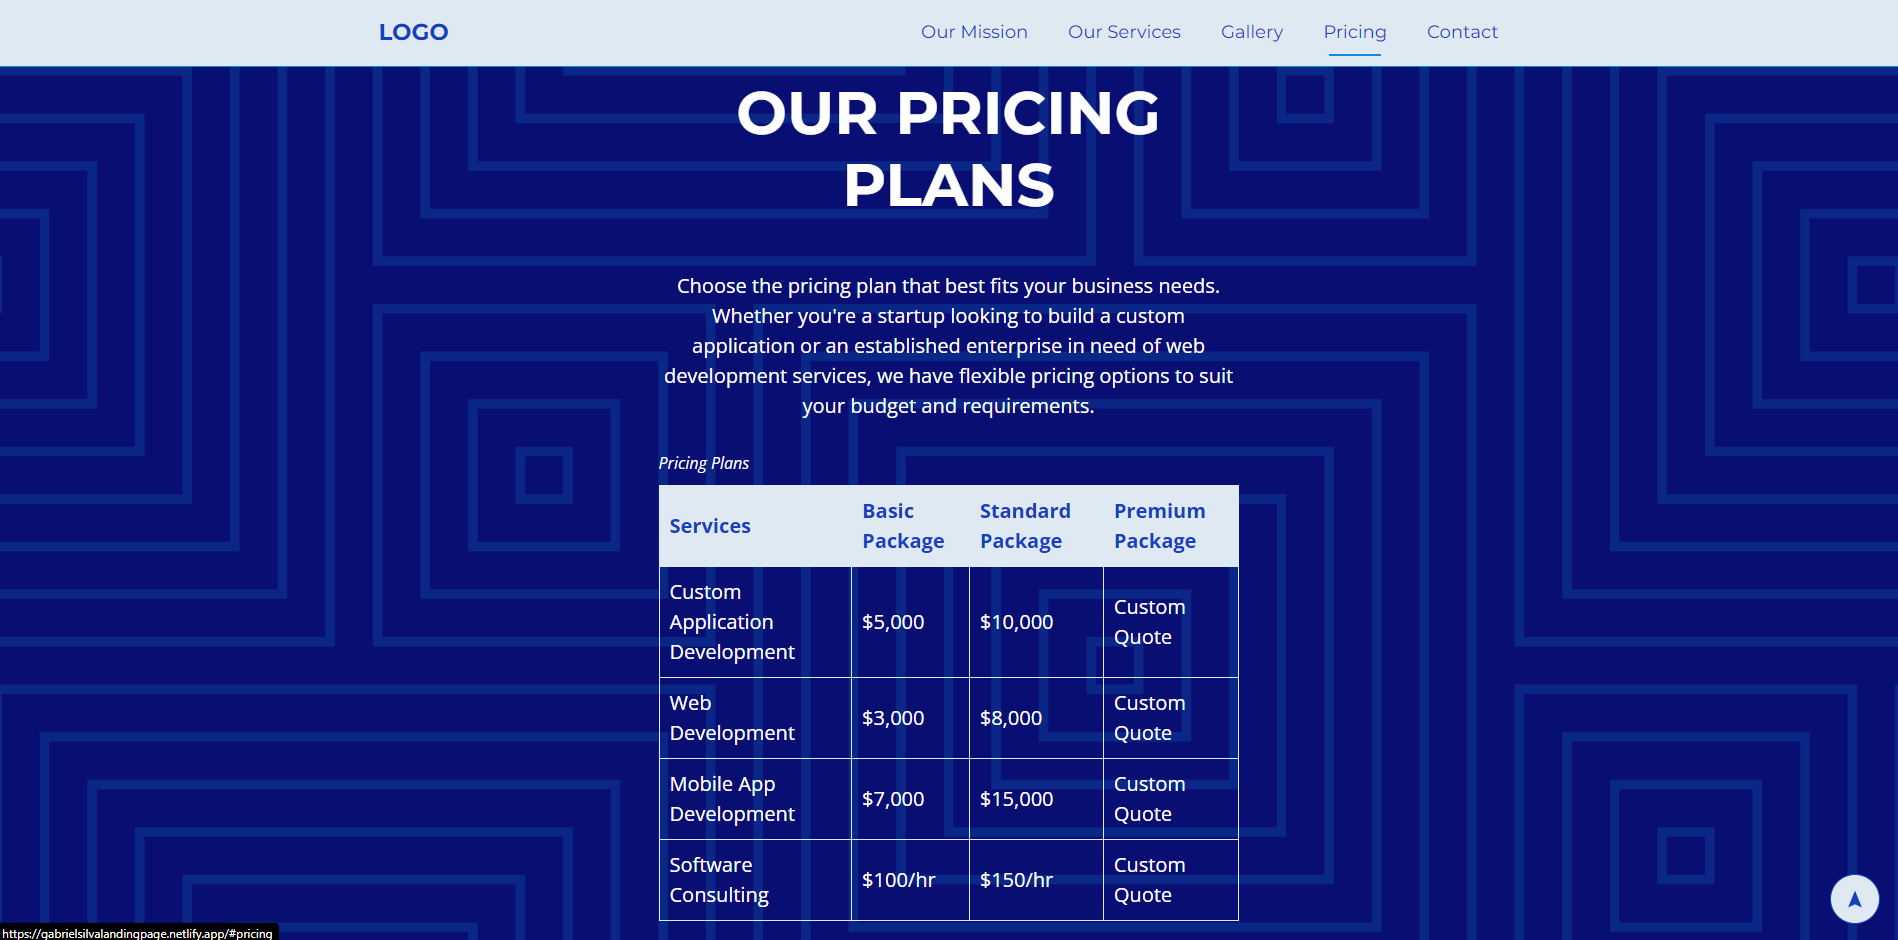 LOGO
Our Mission
Our Services
Gallery
Pricing
Contact
OUR PRICING
PLANS
Choose the pricing plan that best fits your business needs.
Whether you're a startup looking to build a custom
application or an established enterprise in need of web
development services, we have flexible pricing options to suit
your budget and requirements.
Pricing Plans
Services
Basic
Package
Standard
Package
Premium
Package
Custom
Application
Development
$5,000
$10,000
Custom
Quote
Web
Development
$3,000
$8,000
Custom
Quote
Mobile App
Development
$7,000
$15,000
Custom
Quote
Software
Consulting
$100/hr
$150/hr
Custom
Quote
https://gabrielsilvalandingpage.netlify.app/#pricing